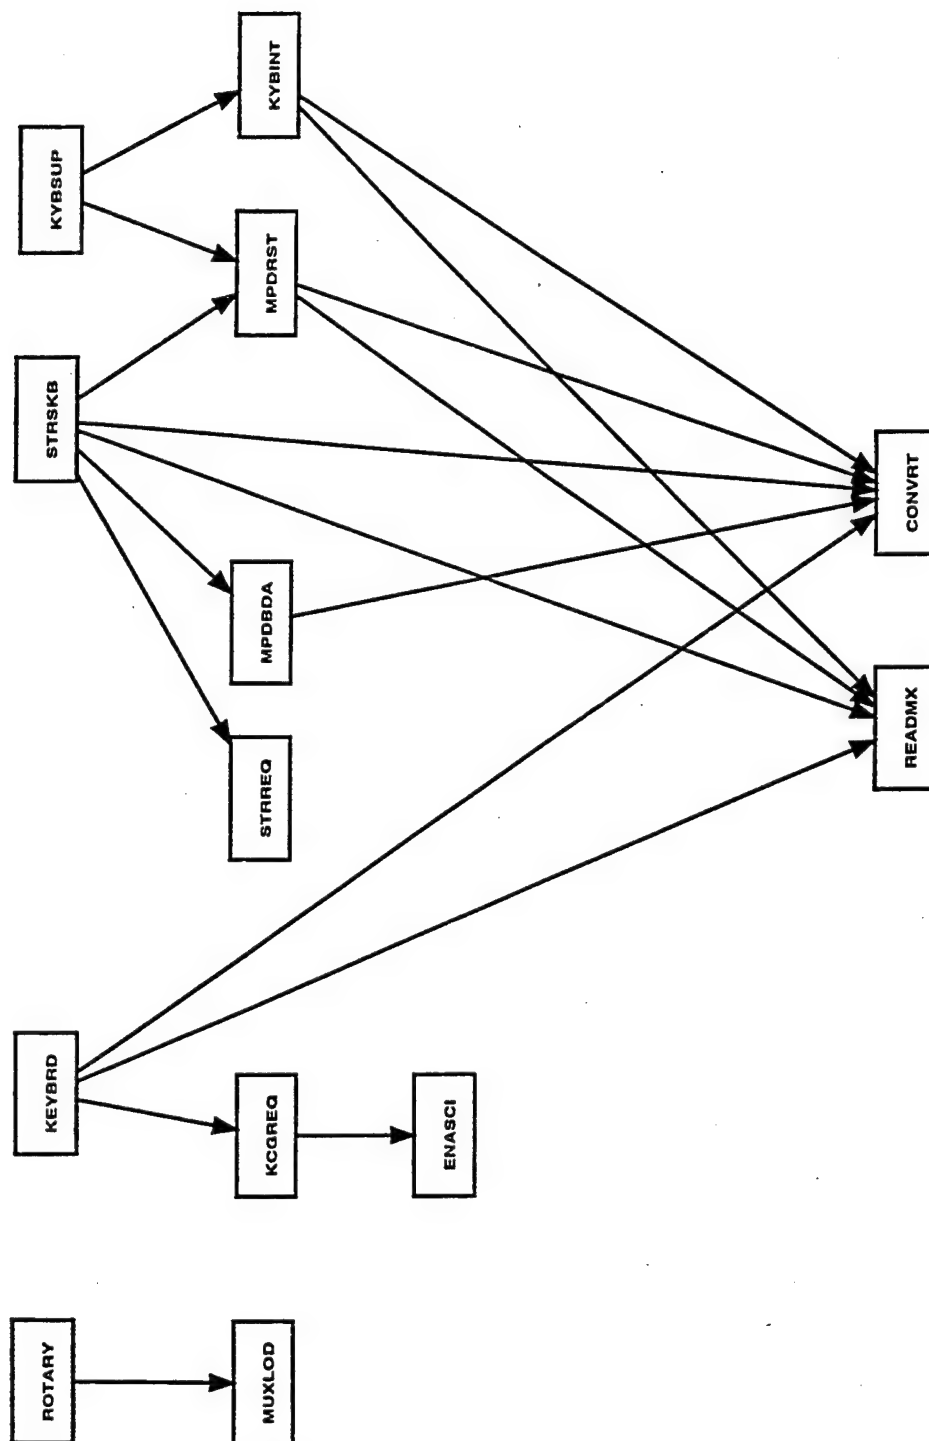 ROTARY
KEYBRD
STRSKB
KYBSUP
MUXLOD
KCGREQ
STRREQ
MPDBDA
MPDRST
KYBINT
ENASCI
READMX
CONVRT